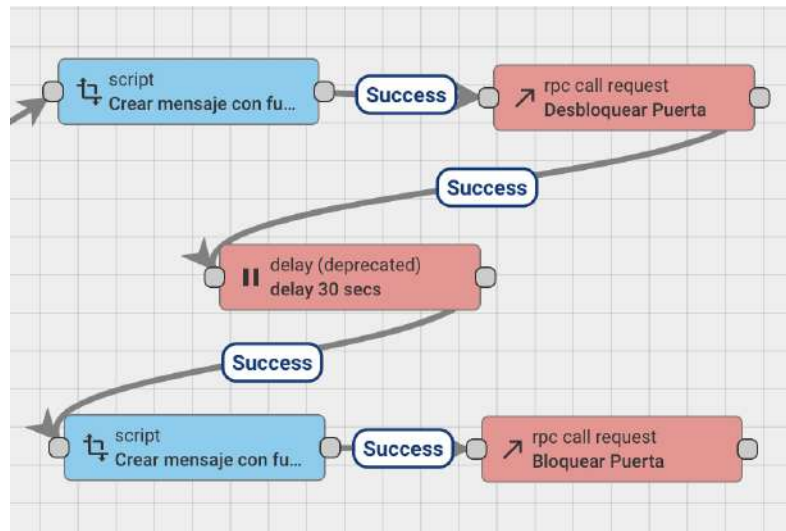 script
Crear mensaje con fu...
Success
rpc call request
Desbloquear Puerta
Success
delay (deprecated)
delay 30 secs
Success
script
Crear mensaje con fu...
Success
rpc call request
Bloquear Puerta